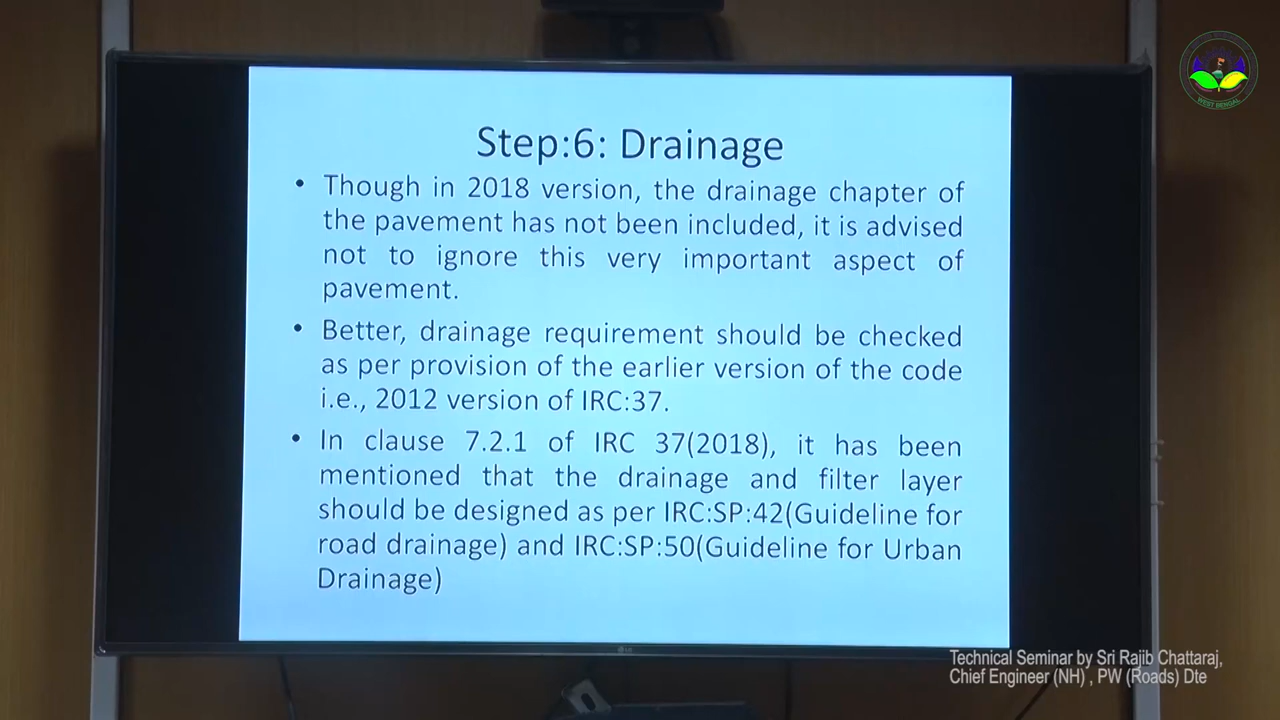 WEST BENGAL
Step:6: Drainage
• Though in 2018 version, the drainage chapter of
the pavement has not been included, it is advised
not to ignore this very important aspect of
pavement.
• Better, drainage requirement should be checked
as per provision of the earlier version of the code
i.e., 2012 version of IRC:37.
• In clause 7.2.1 of IRC 37(2018), it has been
mentioned that the drainage and filter layer
should be designed as per IRC:SP:42(Guideline for
road drainage) and IRC:SP:50(Guideline for Urban
Drainage)
LG
Technical Seminar by Sri Rajib Chattaraj,
Chief Engineer (NH) , PW (Roads) Dte